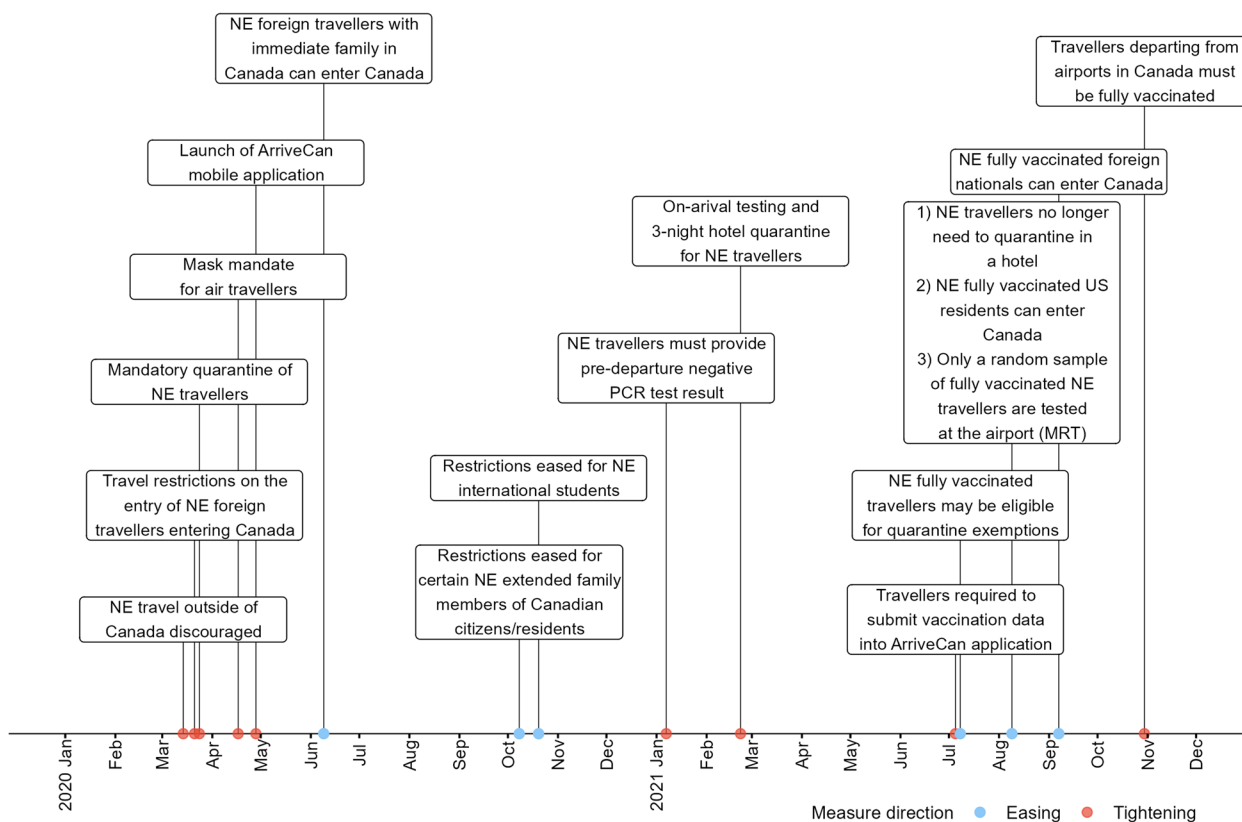 NE foreign travellers with
immediate family in
Canada can enter Canada
Travellers departing from
airports in Canada must
be fully vaccinated
Launch of ArriveCan
mobile application
NE fully vaccinated foreign
nationals can enter Canada
On-arival testing and
3-night hotel quarantine
for NE travellers
1) NE travellers no longer
need to quarantine in
a hotel
2) NE fully vaccinated US
residents can enter
Canada
3) Only a random sample
of fully vaccinated NE
travellers are tested
at the airport (MRT)
Mask mandate
for air travellers
NE travellers must provide
pre-departure negative
PCR test result
Mandatory quarantine of
NE travellers
Restrictions eased for NE
international students
Travel restrictions on the
entry of NE foreign
travellers entering Canada
NE fully vaccinated
travellers may be eligible
for quarantine exemptions
Restrictions eased for
certain NE extended family
members of Canadian
citizens/residents
Travellers required to
submit vaccination data
into ArriveCan application
NE travel outside of
Canada discouraged
2020 Jan
Feb
Mar
Apr
May
Jun
Jul
Aug
Sep
Oct
Nov
Dec
2021 Jan
Feb
Mar
Apr
May
Jun
Jul
Aug
Sep
Oct
Nov
Dec
Measure direction Easing Tightening